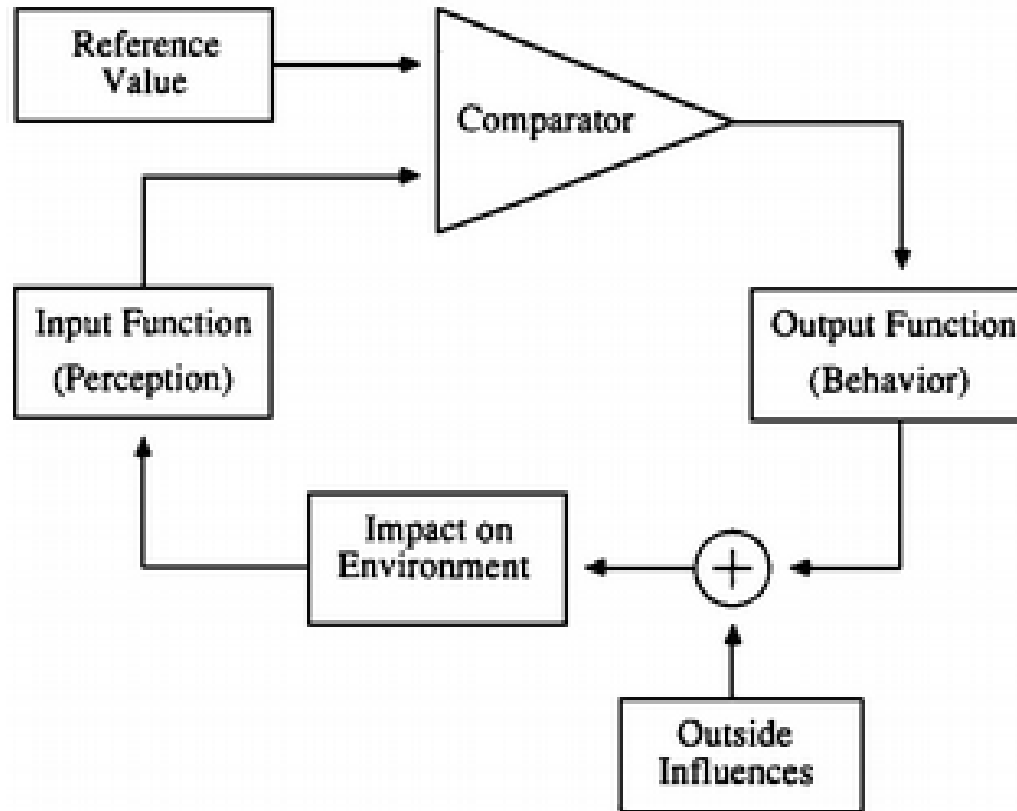 Reference
Value
Comparator
Input Function
(Perception)
Output Function
(Behavior)
Impact on
Environment
+
Outside
Influences